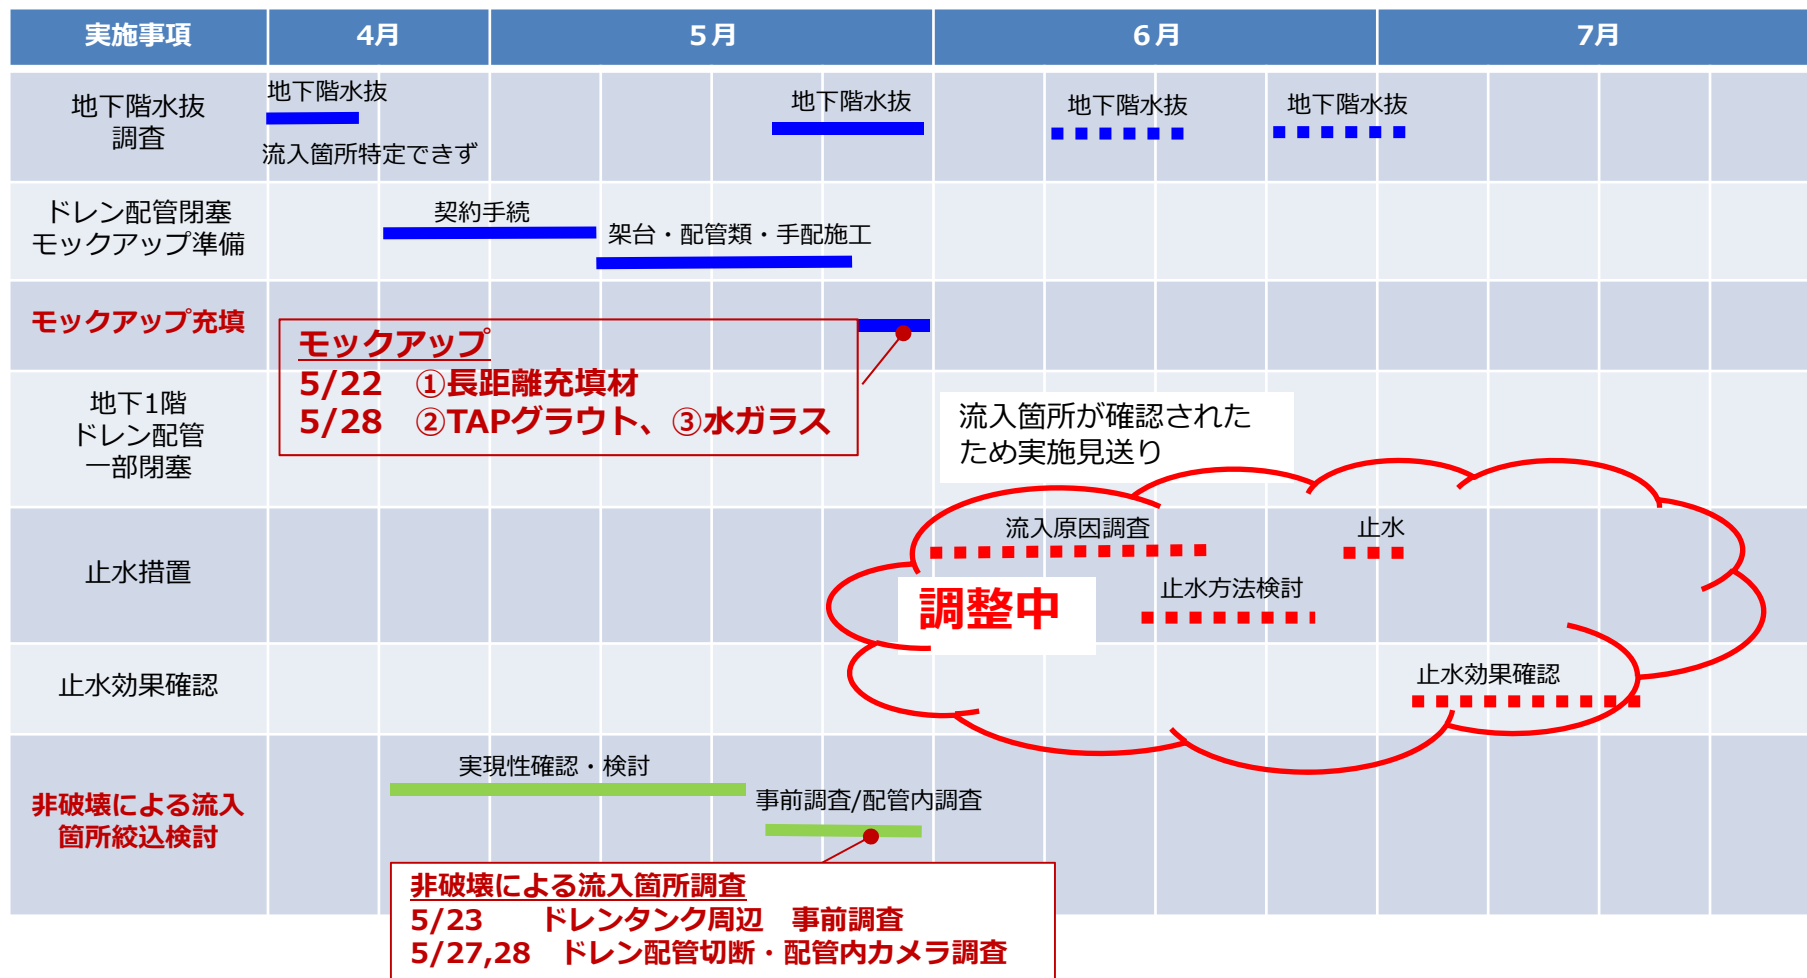 実施事項
4月
５月
６月
7月
地下階水抜
調査
地下階水抜
流入箇所特定できず
地下階水抜
地下階水抜
地下階水抜
ドレン配管閉塞
モックアップ準備
契約手続
架台・配管類・手配施工
モックアップ充填
モックアップ
5/22　①長距離充填材
5/28　②TAPグラウト、③水ガラス
地下1階
ドレン配管
一部閉塞
流入箇所が確認された
ため実施見送り
止水措置
流入原因調査
止水
調整中
止水方法検討
止水効果確認
止水効果確認
非破壊による流入
箇所絞込検討
実現性確認・検討
事前調査/配管内調査
非破壊による流入箇所調査
5/23　　ドレンタンク周辺　事前調査
5/27,28　ドレン配管切断・配管内カメラ調査